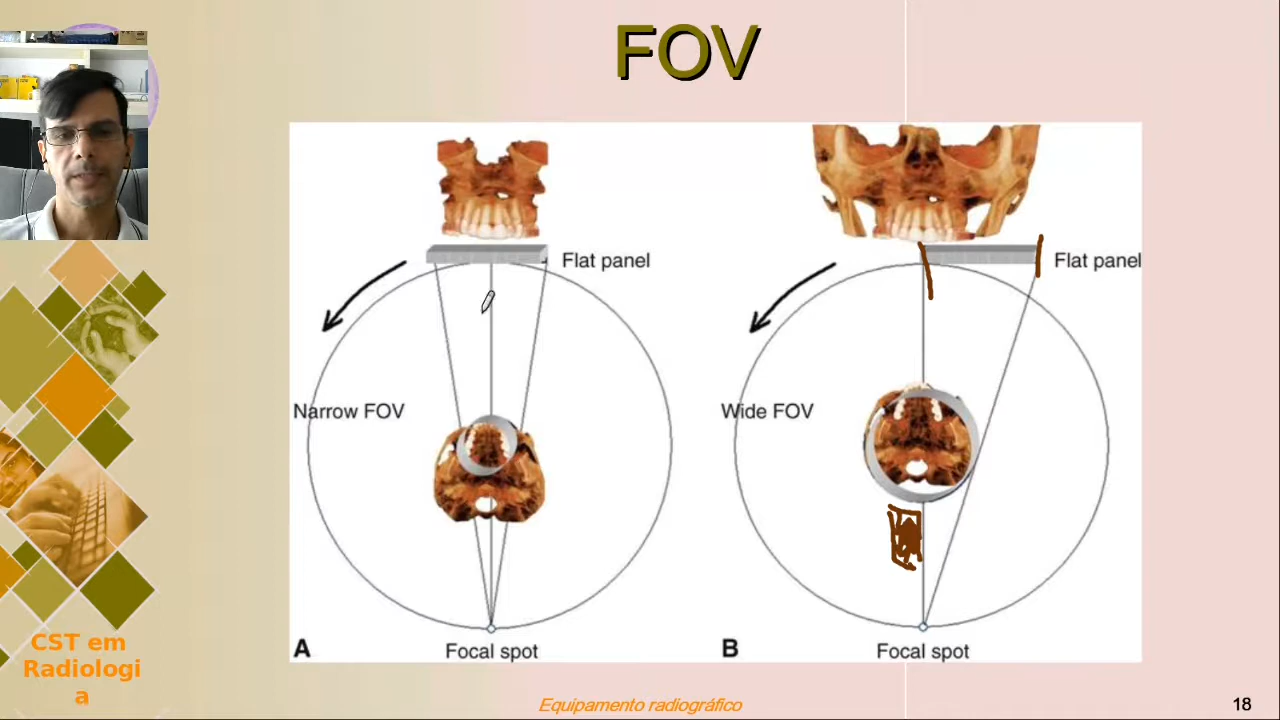 FOV
Flat panel
Flat panel
Narrow FOV
Wide FOV
A
Focal spot
B
Focal spot
CST em
Radiologi
a
Equipamento radiográfico
18